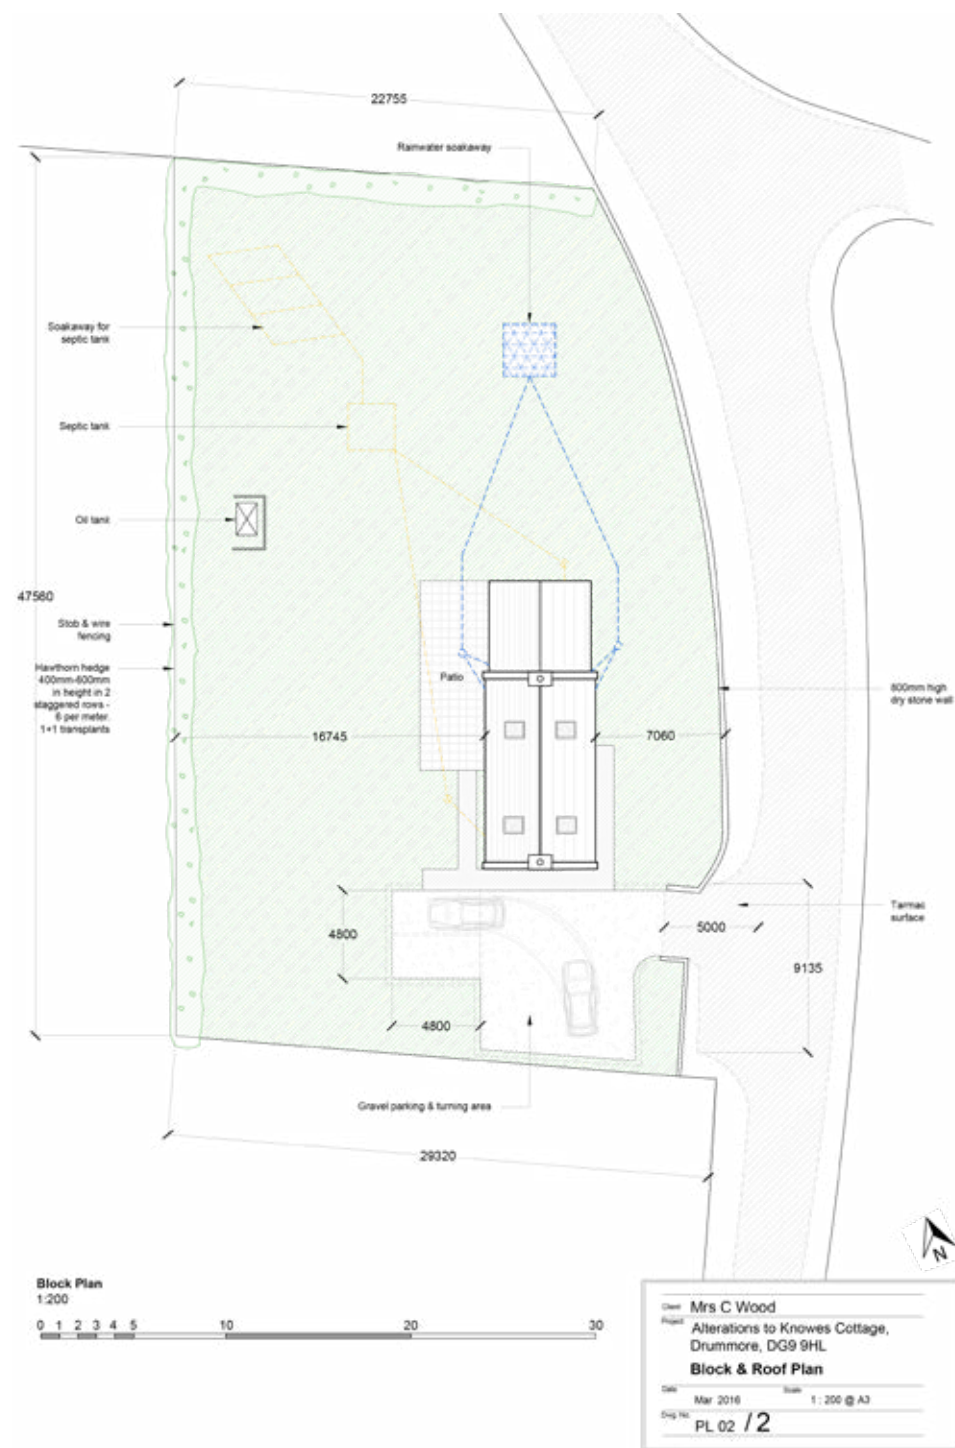 22755
Rainwater soakaway
Soakaway for
septic tank
Septic tank
Oil tank
47560
Stob & wire
fencing
Hawthorn hedge
400mm-600mm
in height in 2
staggered rows -
6 per meter.
1+1 transplants
Patio
800mm high
dry stone wall
16745
7060
4800
5000
Tarmac
surface
9135
4800
Gravel parking & turning area
29320
N
Block Plan
1:200
0 1 2 3 4 5 10 20 30
Client Mrs C Wood
Project Alterations to Knowes Cottage,
Drummore, DG9 9HL
Block & Roof Plan
Date Mar 2016 Scale 1 : 200 @ A3
Dwg. No. PL 02 / 2